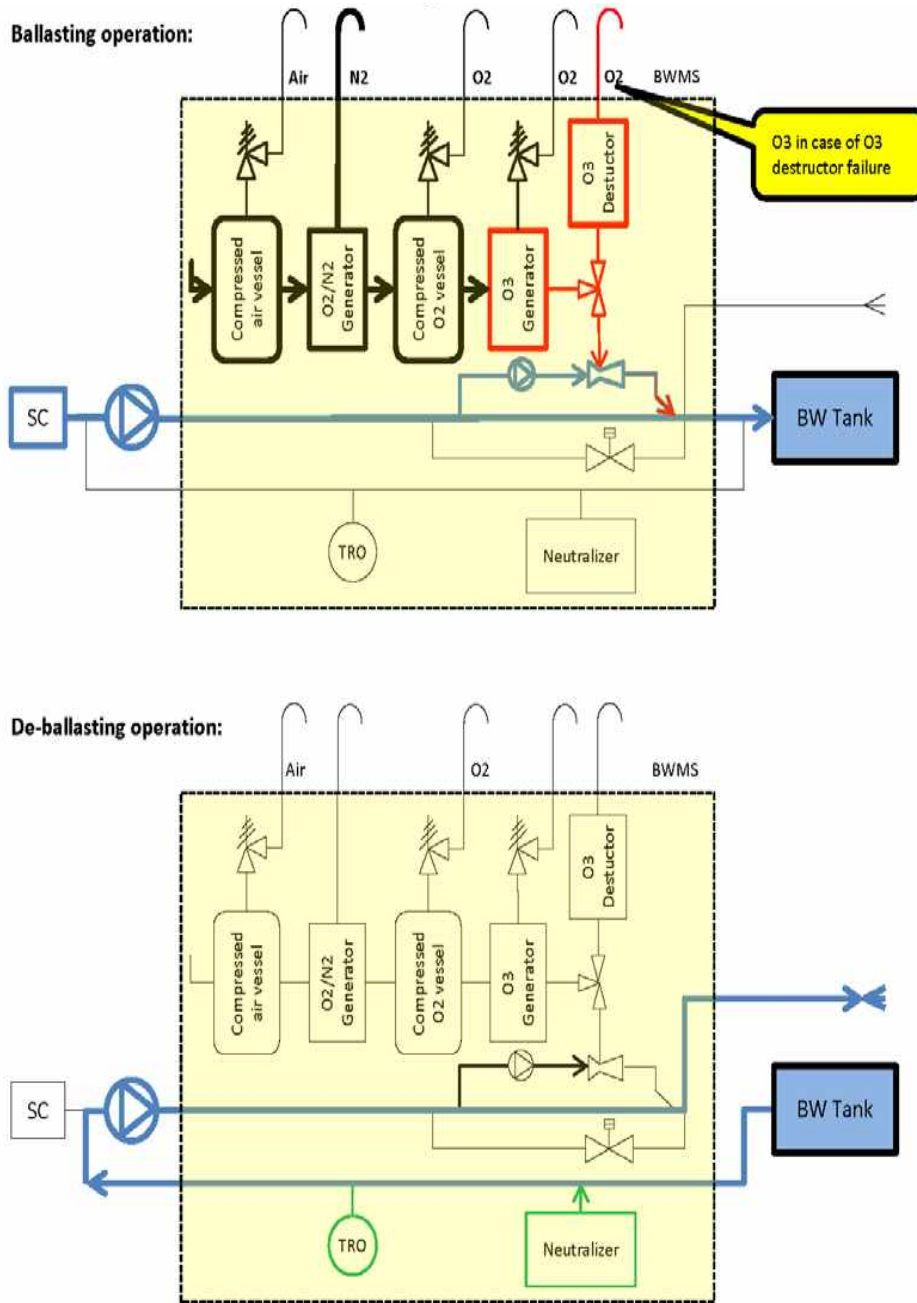 Ballasting operation:
Air
N2
O2
O2
O2
BWMS
O3 in case of O3
destructor failure
Compressed
air vessel
O2/N2
Generator
Compressed
O2 vessel
O3
Generator
O3
Destuctor
SC
BW Tank
TRO
Neutralizer
De-ballasting operation:
Air
O2
BWMS
Compressed
air vessel
O2/N2
Generator
Compressed
O2 vessel
O3
Generator
O3
Destuctor
SC
BW Tank
TRO
Neutralizer